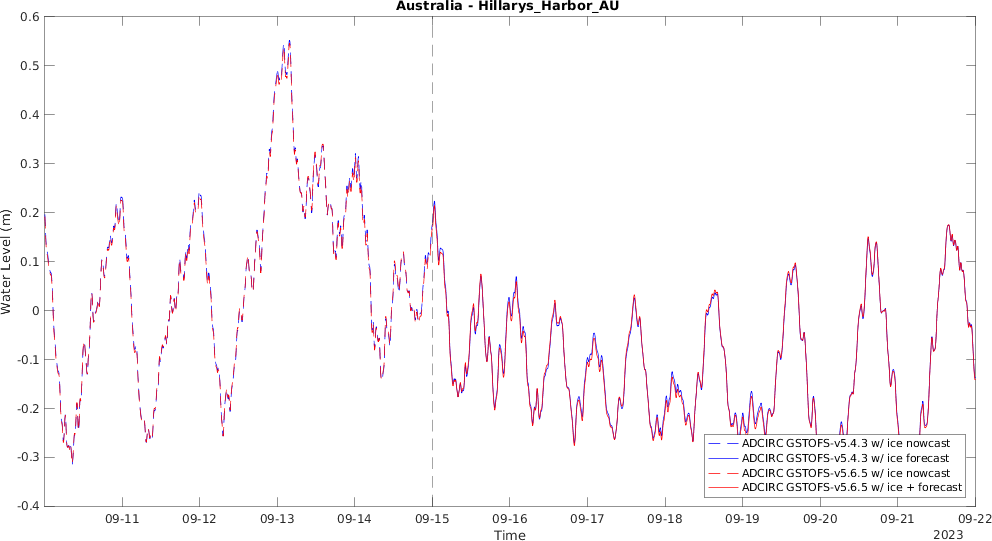 Australia - Hillarys_Harbor_AU
0.6
0.5
0.4
0.3
0.2
0.1
0
-0.1
-0.2
-0.3
-0.4
Water Level (m)
ADCIRC GSTOFS-v5.4.3 w/ ice nowcast
ADCIRC GSTOFS-v5.4.3 w/ ice forecast
ADCIRC GSTOFS-v5.6.5 w/ ice nowcast
ADCIRC GSTOFS-v5.6.5 w/ ice + forecast
09-11 09-12 09-13 09-14 09-15 09-16 09-17 09-18 09-19 09-20 09-21 09-22
Time
2023